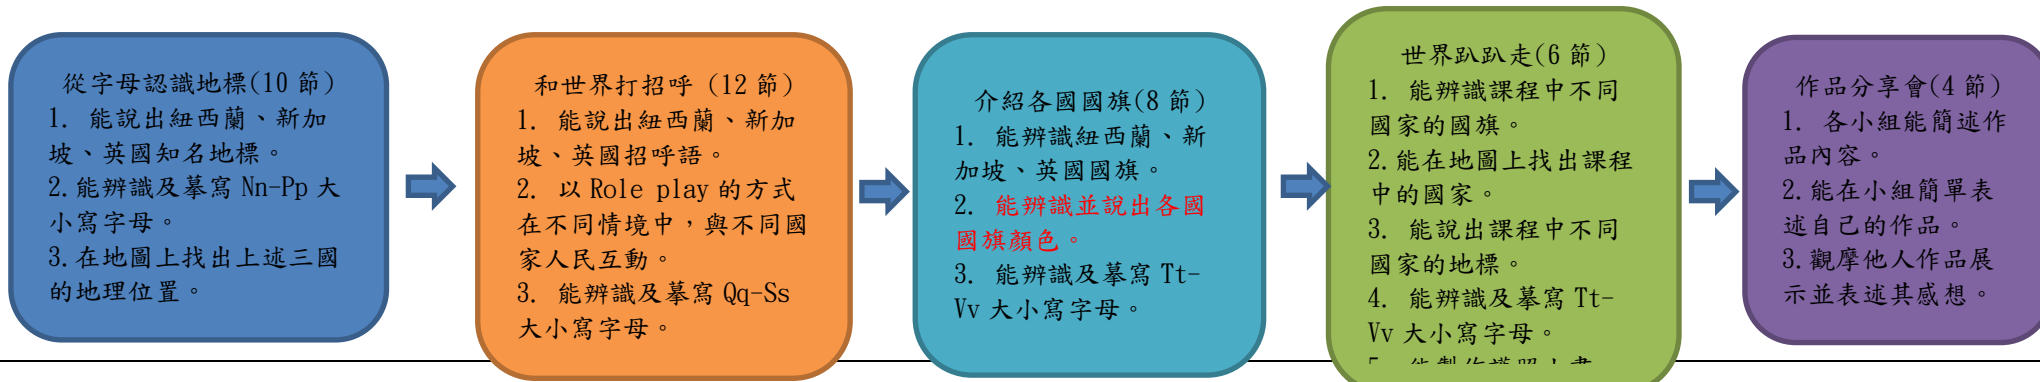 從字母認識地標(10 節)
1. 能說出紐西蘭、新加
坡、英國知名地標。
2.能辨識及摹寫 Nn-Pp 大
小寫字母。
3.在地圖上找出上述三國
的地理位置。
和世界打招呼 (12 節)
1. 能說出紐西蘭、新加
坡、英國招呼語。
2. 以 Role play 的方式
在不同情境中，與不同國
家人民互動。
3. 能辨識及摹寫 Qq-Ss
大小寫字母。
介紹各國國旗(8 節)
1. 能辨識紐西蘭、新
加坡、英國國旗。
2. 能辨識並說出各國
國旗顏色。
3. 能辨識及摹寫 Tt-
Vv 大小寫字母。
世界趴趴走(6 節)
1. 能辨識課程中不同
國家的國旗。
2.能在地圖上找出課程
中的國家。
3. 能說出課程中不同
國家的地標。
4. 能辨識及摹寫 Tt-
Vv 大小寫字母。
作品分享會(4 節)
1. 各小組能簡述作
品內容。
2.能在小組簡單表
述自己的作品。
3.觀摩他人作品展
示並表述其感想。